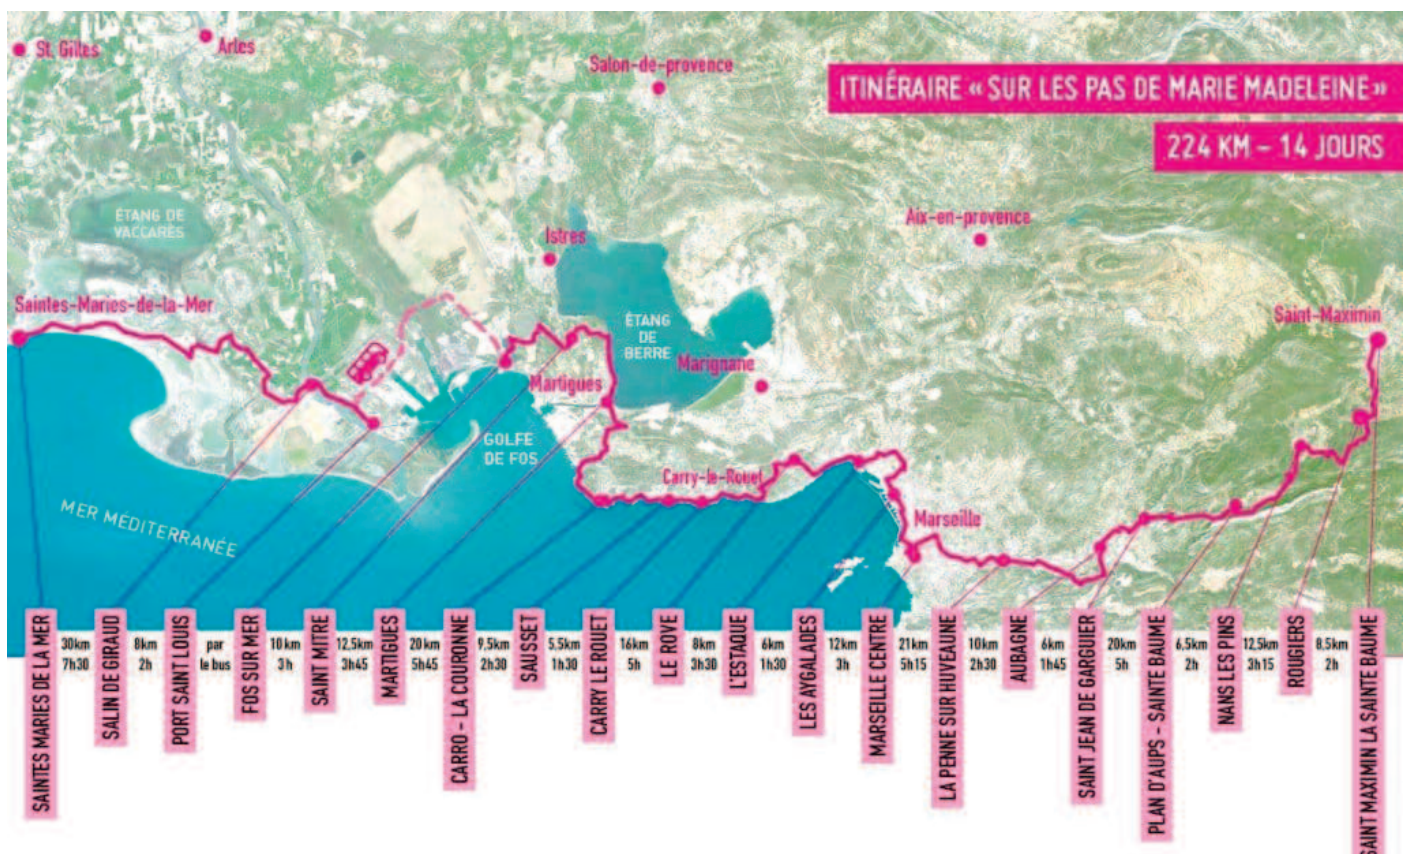 St. Gilles
Arles
Salon-de-provence
ITINÉRAIRE « SUR LES PAS DE MARIE MADELEINE »
224 KM – 14 JOURS
ÉTANG DE
VACCARÈS
Aix-en-provence
Istres
Saintes-Maries-de-la-Mer
Saint-Maximin
ÉTANG
DE
BERRE
Marignane
Martigues
GOLFE
DE FOS
Carry-le-Rouet
MER MÉDITERRANÉE
Marseille
SAINTES MARIES DE LA MER
30km
7h30
SALIN DE GIRAUD
8km
2h
PORT SAINT LOUIS
par
le bus
FOS SUR MER
10km
3h
SAINT MITRE
12,5km
3h45
MARTIGUES
20km
5h45
CARRO - LA COURONNE
9,5km
2h30
SAUSSET
5,5km
1h30
CARRY LE ROUET
16km
5h
LE ROVE
8km
3h30
L'ESTAQUE
6km
1h30
LES AYGALADES
12km
3h
MARSEILLE CENTRE
21km
5h15
LA PENNE SUR HUVEAUNE
10km
2h30
AUBAGNE
6km
1h45
SAINT JEAN DE GARGUIER
20km
5h
PLAN D'AUPS - SAINTE BAUME
6,5km
2h
NANS LES PINS
12,5km
3h15
ROUGIERS
8,5km
2h
SAINT MAXIMIN LA SAINTE BAUME